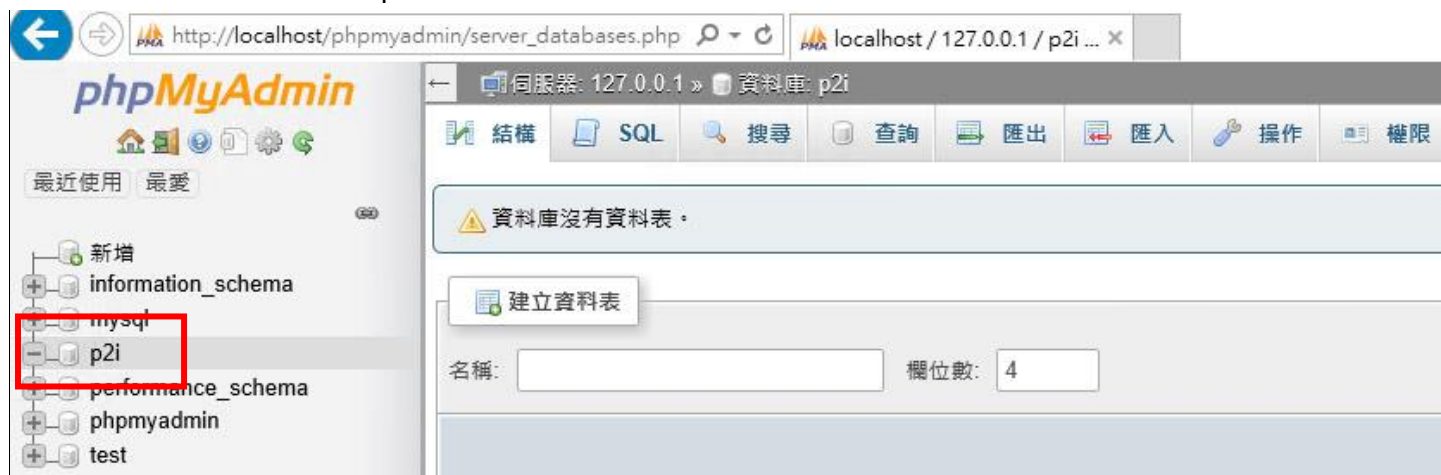 http://localhost/phpmyadmin/server_databases.php
PMA localhost / 127.0.0.1 / p2i ...
phpMyAdmin
伺服器: 127.0.0.1 » 資料庫: p2i
結構 SQL 搜尋 查詢 匯出 匯入 操作 權限
最近使用 最愛
資料庫沒有資料表。
新增
information_schema
建立資料表
mysql
p2i
名稱: 欄位數: 4
performance_schema
phpmyadmin
test